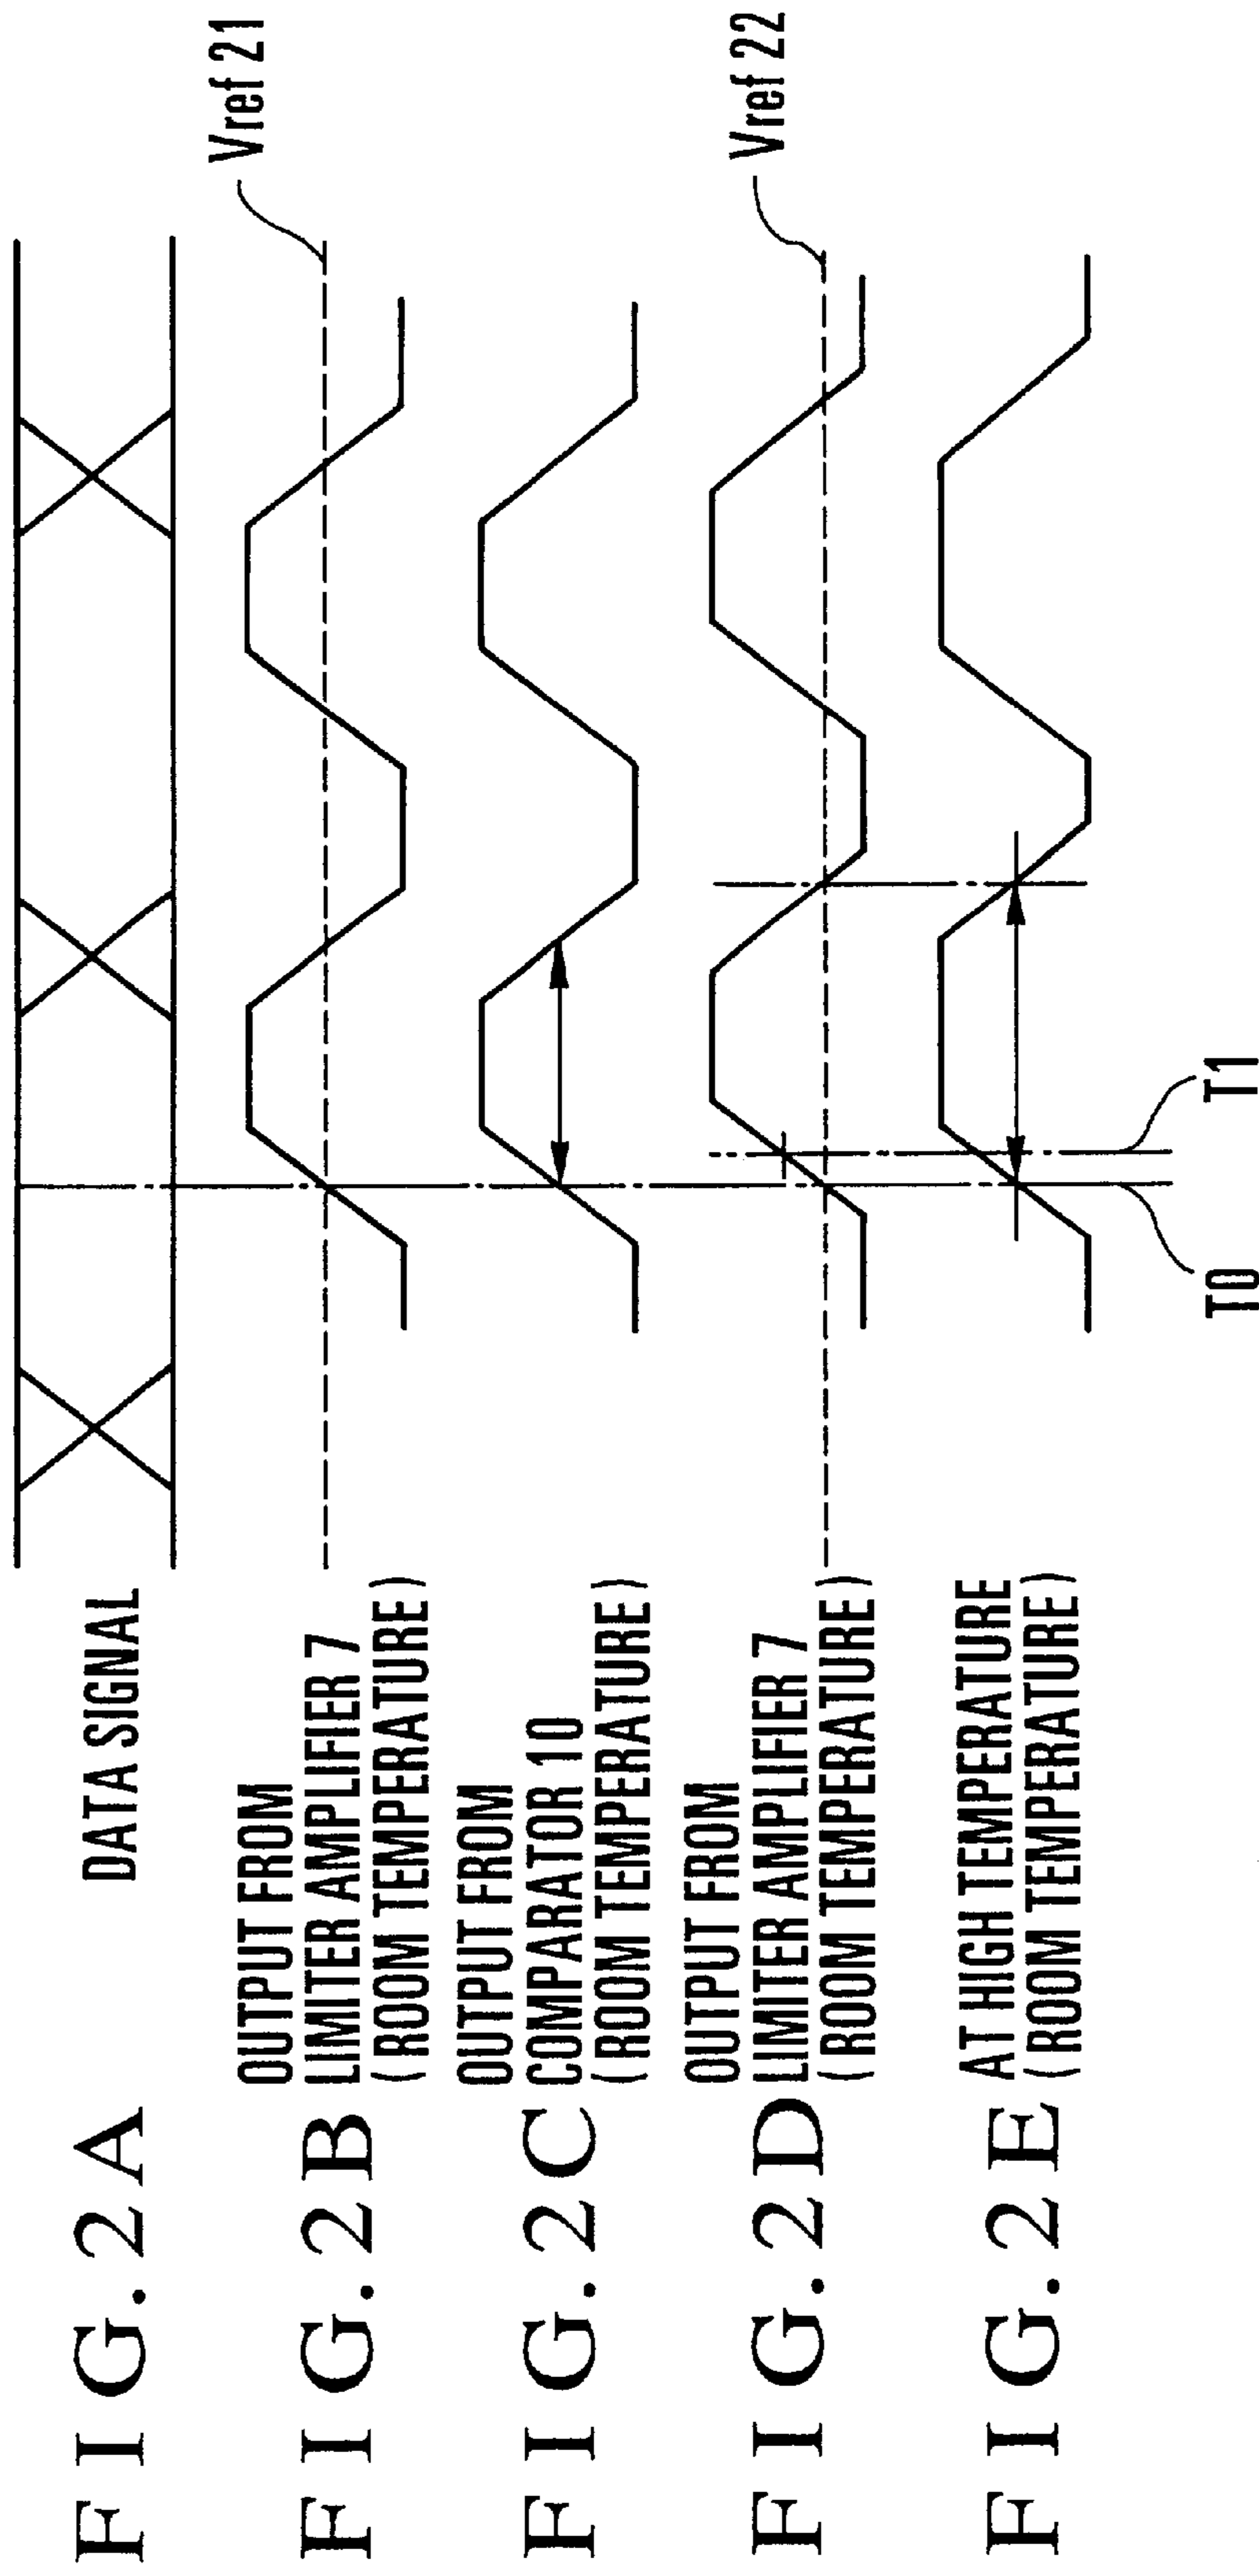 FIG.2A
DATA SIGNAL
FIG.2B
OUTPUT FROM
LIMITER AMPLIFIER 7
(ROOM TEMPERATURE)
Vref 21
FIG.2C
OUTPUT FROM
COMPARATOR 10
(ROOM TEMPERATURE)
FIG.2D
OUTPUT FROM
LIMITER AMPLIFIER 7
(ROOM TEMPERATURE)
Vref 22
FIG.2E
AT HIGH TEMPERATURE
(ROOM TEMPERATURE)
T0
T1